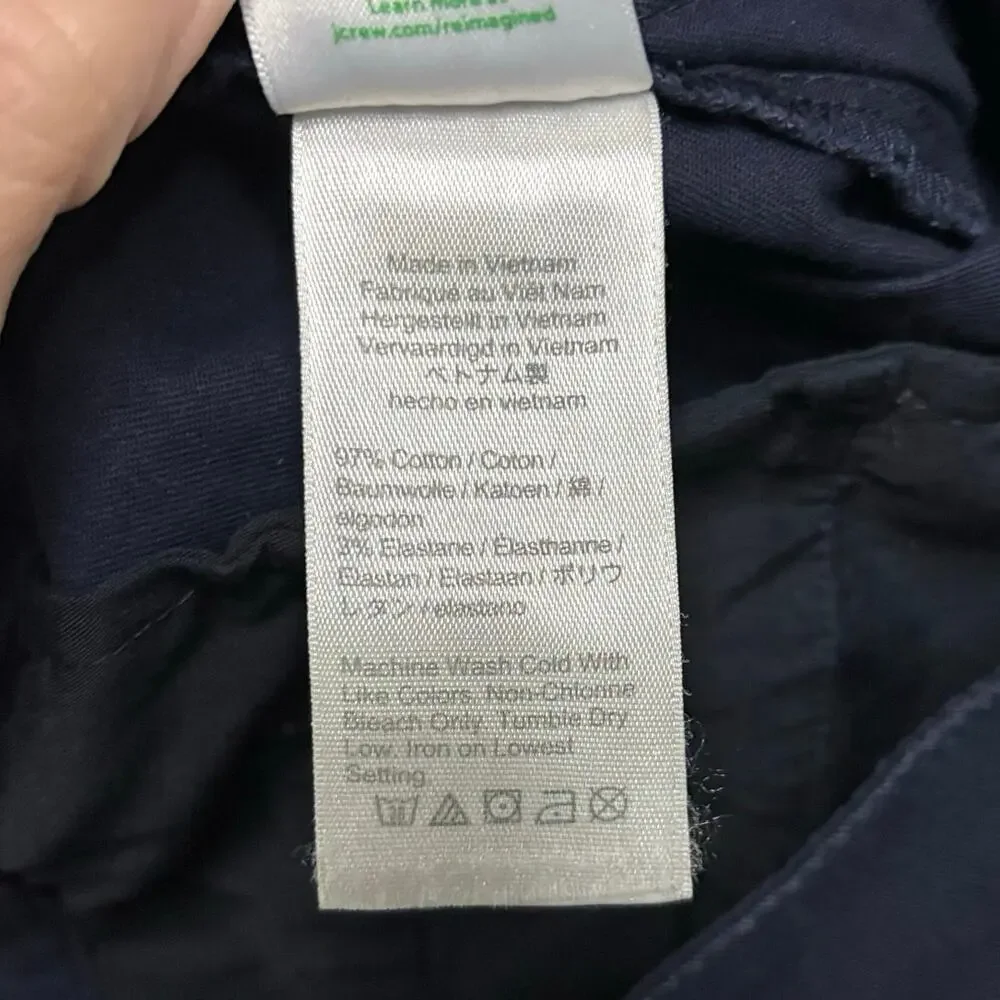 Learn more at
jcrew.com/reimagined
Made in Vietnam
Fabriqué au Viet Nam
Hergestellt in Vietnam
Vervaardigd in Vietnam
ベトナム製
hecho en vietnam
97% Cotton / Coton /
Baumwolle / Katoen / 綿 /
algodón
3% Elastane / Élasthanne /
Elastan / Elastaan / ポリウ
レタン / elastano
Machine Wash Cold With
Like Colors. Non-Chlorine
Bleach Only. Tumble Dry
Low. Iron on Lowest
Setting.